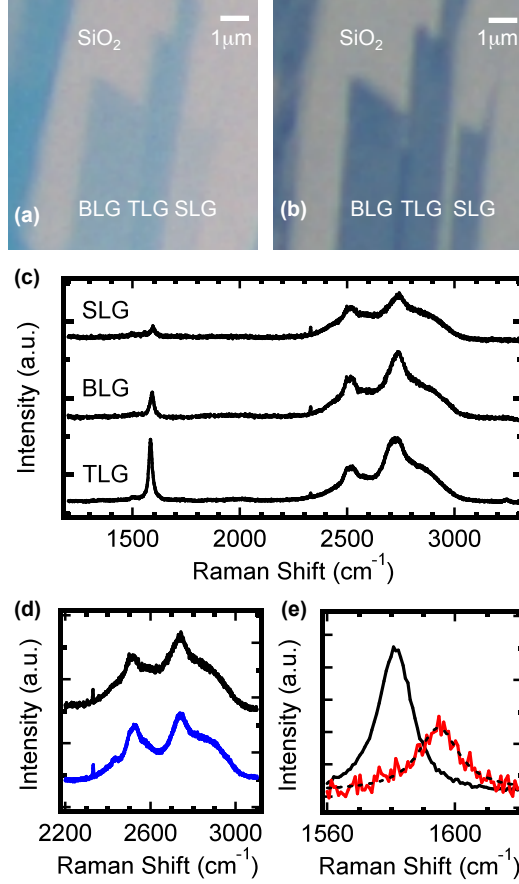 SiO₂
1μm
(a)
BLG TLG SLG
SiO₂
1μm
(b)
BLG TLG SLG
(c)
SLG
BLG
TLG
Intensity (a.u.)
1500 2000 2500 3000
Raman Shift (cm⁻¹)
(d)
Intensity (a.u.)
2200 2600 3000
Raman Shift (cm⁻¹)
(e)
Intensity (a.u.)
1560 1600
Raman Shift (cm⁻¹)